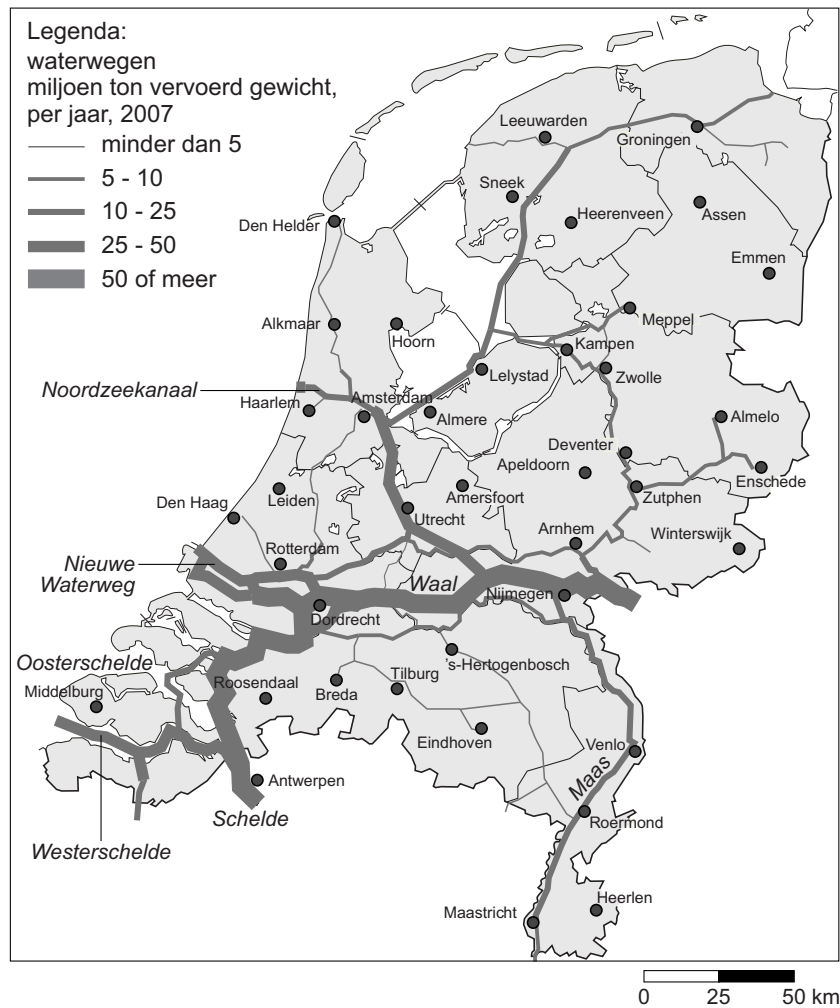 Legenda:
waterwegen
miljoen ton vervoerd gewicht,
per jaar, 2007
minder dan 5
5 - 10
10 - 25
25 - 50
50 of meer
Leeuwarden
Groningen
Sneek
Heerenveen
Assen
Den Helder
Emmen
Alkmaar
Hoorn
Meppel
Kampen
Noordzeekanaal
Lelystad
Zwolle
Haarlem
Amsterdam
Almere
Almelo
Deventer
Apeldoorn
Enschede
Leiden
Amersfoort
Zutphen
Den Haag
Utrecht
Arnhem
Winterswijk
Rotterdam
Nieuwe
Waterweg
Waal
Nijmegen
Dordrecht
Oosterschelde
's-Hertogenbosch
Middelburg
Roosendaal
Breda
Tilburg
Eindhoven
Venlo
Maas
Antwerpen
Schelde
Roermond
Westerschelde
Maastricht
Heerlen
0 25 50 km